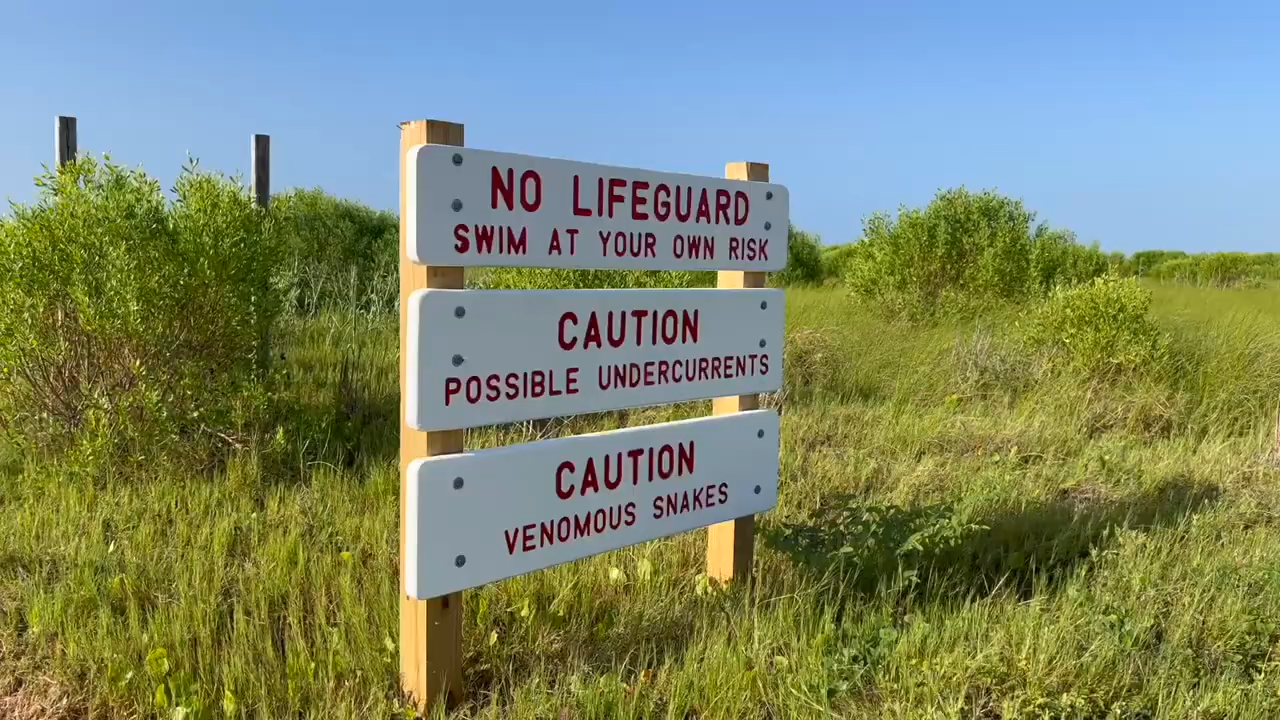 NO LIFEGUARD
SWIM AT YOUR OWN RISK
CAUTION
POSSIBLE UNDERCURRENTS
CAUTION
VENOMOUS SNAKES